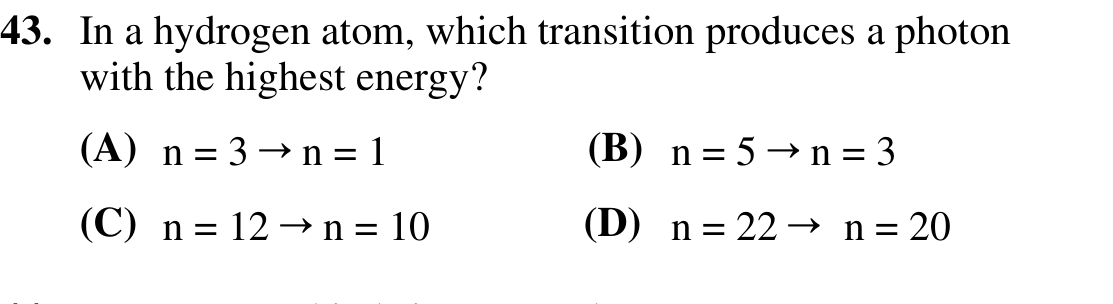 43. In a hydrogen atom, which transition produces a photon
with the highest energy?
(A) n = 3 → n = 1 (B) n = 5 → n = 3
(C) n = 12 → n = 10 (D) n = 22 → n = 20